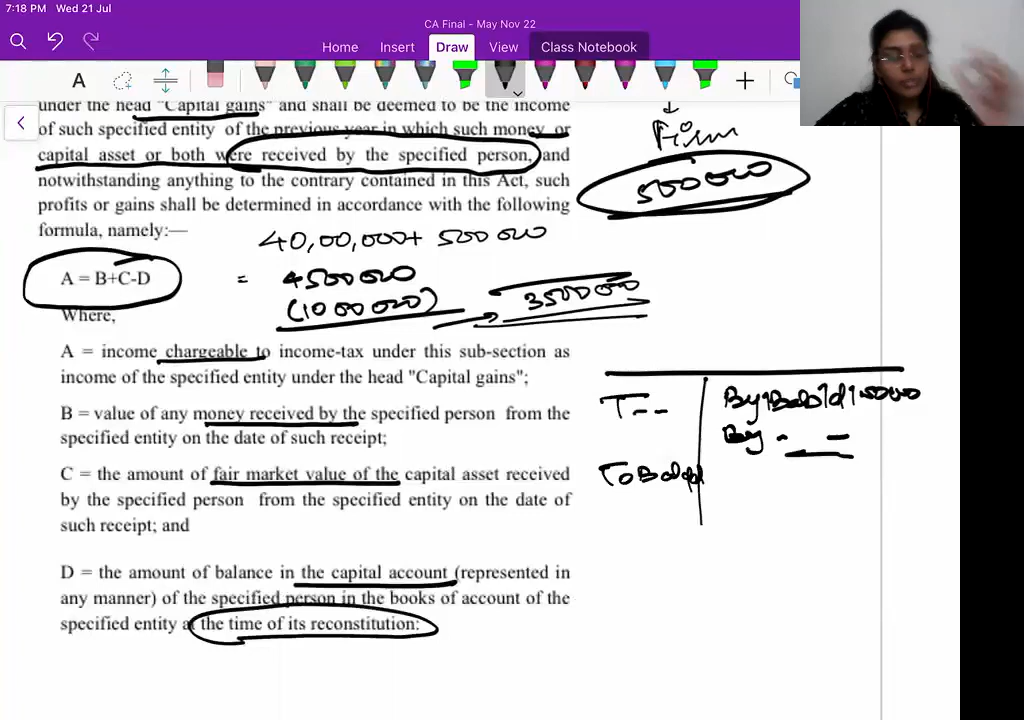 7:18 PM Wed 21 Jul
CA Final - May Nov 22
Home Insert Draw View Class Notebook
A
under the head "Capital gains" and shall be deemed to be the income
of such specified entity of the previous year in which such money or
capital asset or both were received by the specified person, and
notwithstanding anything to the contrary contained in this Act, such
profits or gains shall be determined in accordance with the following
formula, namely:—
Firm
500000
40,00,000+ 500000
A = B+C-D
= 4500000
(1000000)
3500000
Where,
A = income chargeable to income-tax under this sub-section as
income of the specified entity under the head "Capital gains";
B = value of any money received by the specified person from the
specified entity on the date of such receipt;
C = the amount of fair market value of the capital asset received
by the specified person from the specified entity on the date of
such receipt; and
D = the amount of balance in the capital account (represented in
any manner) of the specified person in the books of account of the
specified entity at the time of its reconstitution:
T--
By Bal b/d
By - -
To Bal